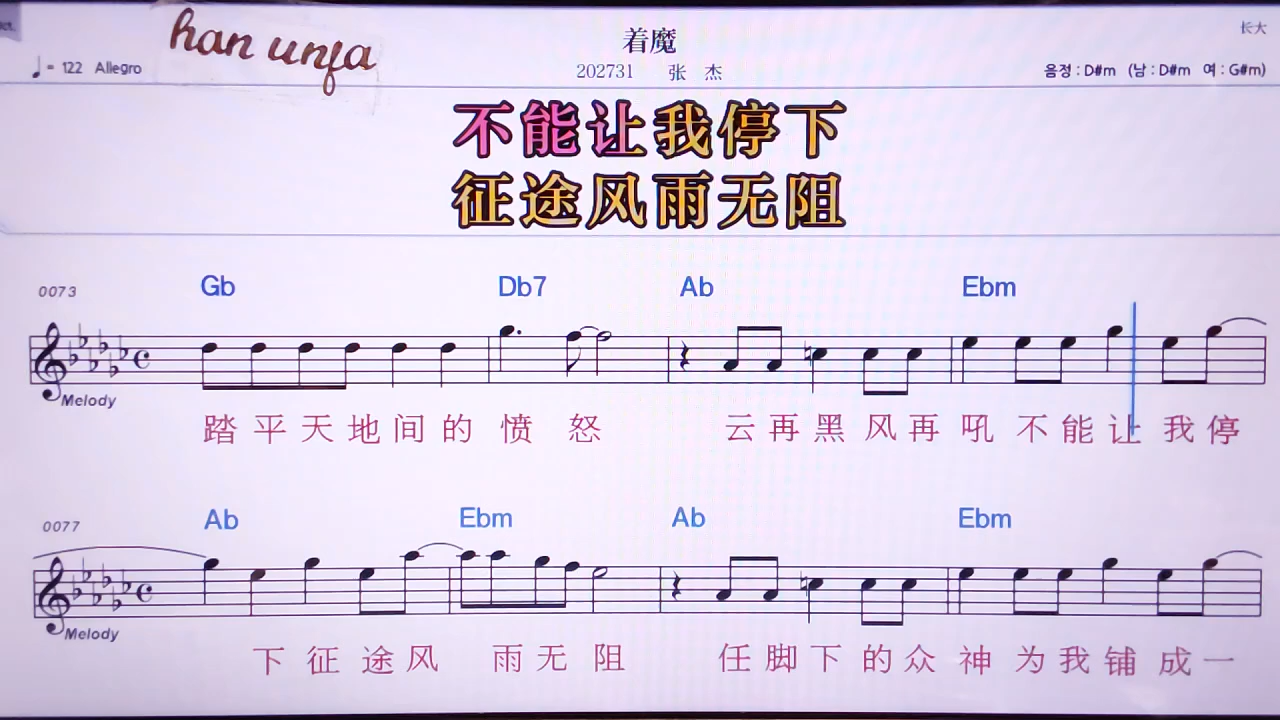 ct.
han unfa
着魔
长大
♩= 122 Allegro
202731 张 杰
음정 : D#m (남 : D#m 여 : G#m)
不能让我停下
征途风雨无阻
0073
Gb Db7 Ab Ebm
Melody
踏 平 天 地 间 的 愤 怒 云 再 黑 风 再 吼 不 能 让 我 停
0077
Ab Ebm Ab Ebm
Melody
下 征 途 风 雨 无 阻 任 脚 下 的 众 神 为 我 铺 成 一